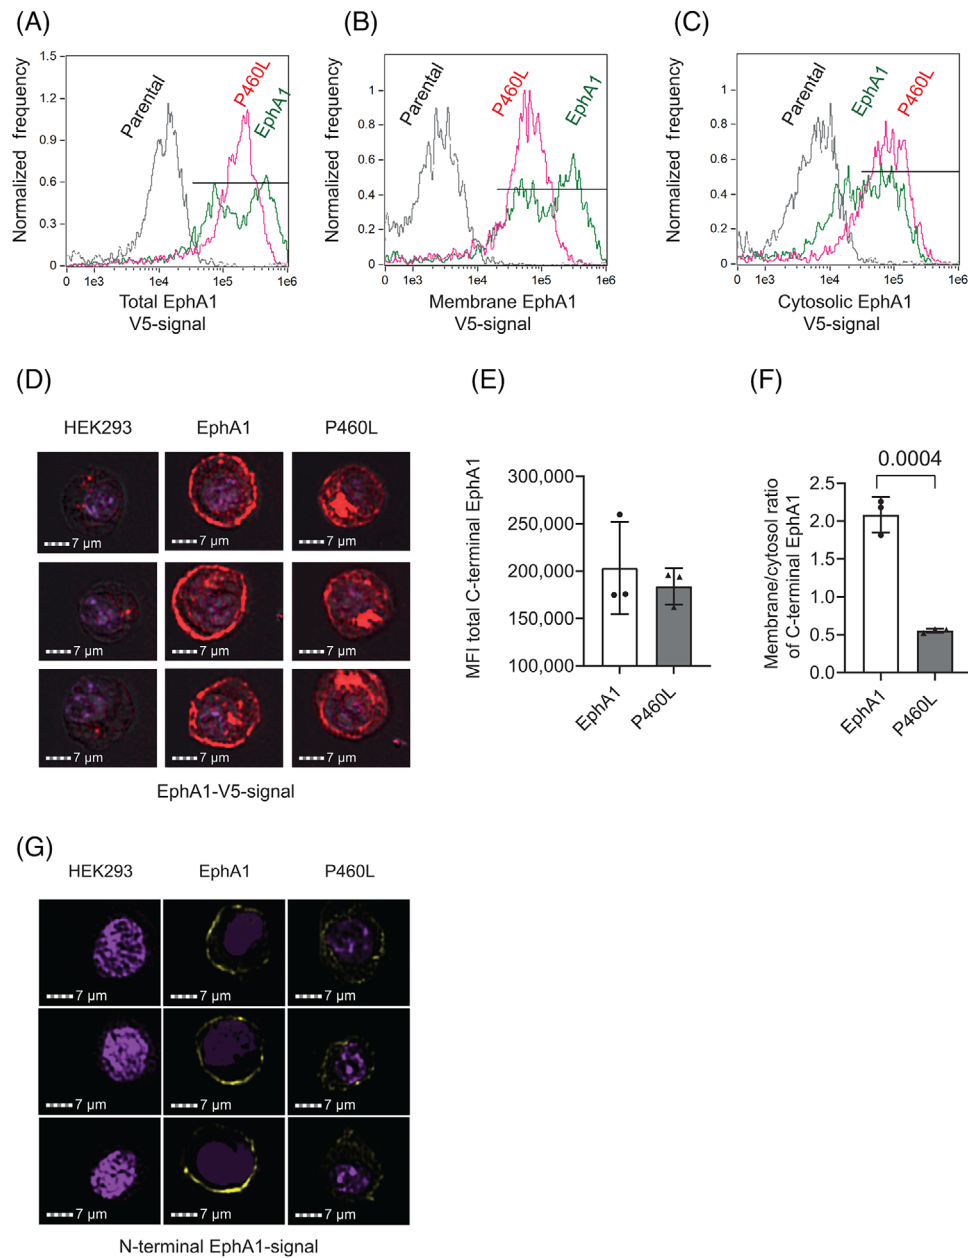 (A)
Normalized frequency
1.5
1.2
0.9
0.6
0.3
0
Parental
P460L
EphA1
0
1e3
1e4
1e5
1e6
Total EphA1
V5-signal
(B)
Normalized frequency
1
0.8
0.6
0.4
0.2
0
Parental
P460L
EphA1
0
1e3
1e4
1e5
1e6
Membrane EphA1
V5-signal
(C)
Normalized frequency
1
0.8
0.6
0.4
0.2
0
Parental
EphA1
P460L
0
1e3
1e4
1e5
1e6
Cytosolic EphA1
V5-signal
(D)
HEK293
EphA1
P460L
7 µm
7 µm
7 µm
7 µm
7 µm
7 µm
7 µm
7 µm
7 µm
EphA1-V5-signal
(E)
MFI total C-terminal EphA1
300,000
250,000
200,000
150,000
100,000
EphA1
P460L
(F)
Membrane/cytosol ratio
of C-terminal EphA1
0.0004
2.5
2.0
1.5
1.0
0.5
0.0
EphA1
P460L
(G)
HEK293
EphA1
P460L
7 µm
7 µm
7 µm
7 µm
7 µm
7 µm
7 µm
7 µm
7 µm
N-terminal EphA1-signal